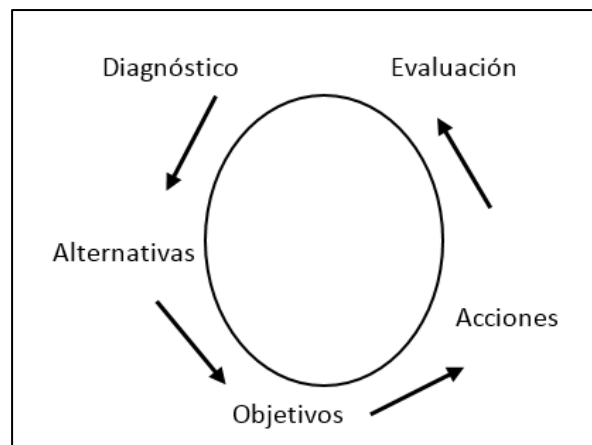 Diagnóstico
Evaluación
Alternativas
Acciones
Objetivos